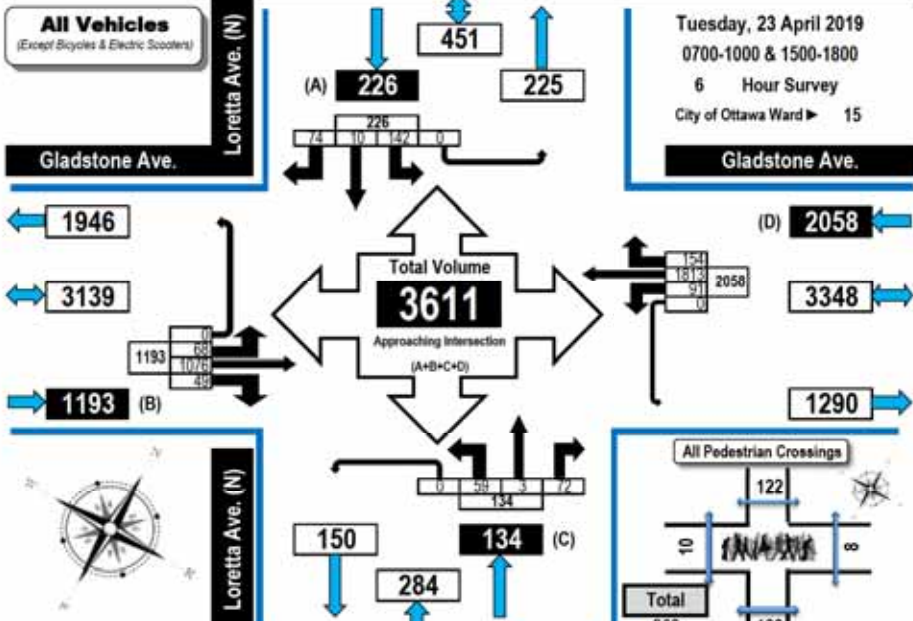 All Vehicles
(Except Bicycles & Electric Scooters)
Loretta Ave. (N)
Gladstone Ave.
451
(A) 226
225
226
74 10 142 0
Tuesday, 23 April 2019
0700-1000 & 1500-1800
6 Hour Survey
City of Ottawa Ward ► 15
Gladstone Ave.
1946
3139
1193 (B)
0
68
1076
49
1193
Total Volume
3611
Approaching Intersection
(A+B+C+D)
154
1813
91
0
2058
(D) 2058
3348
1290
Loretta Ave. (N)
0 59 3 72
134
150
134 (C)
284
All Pedestrian Crossings
122
10
8
Total